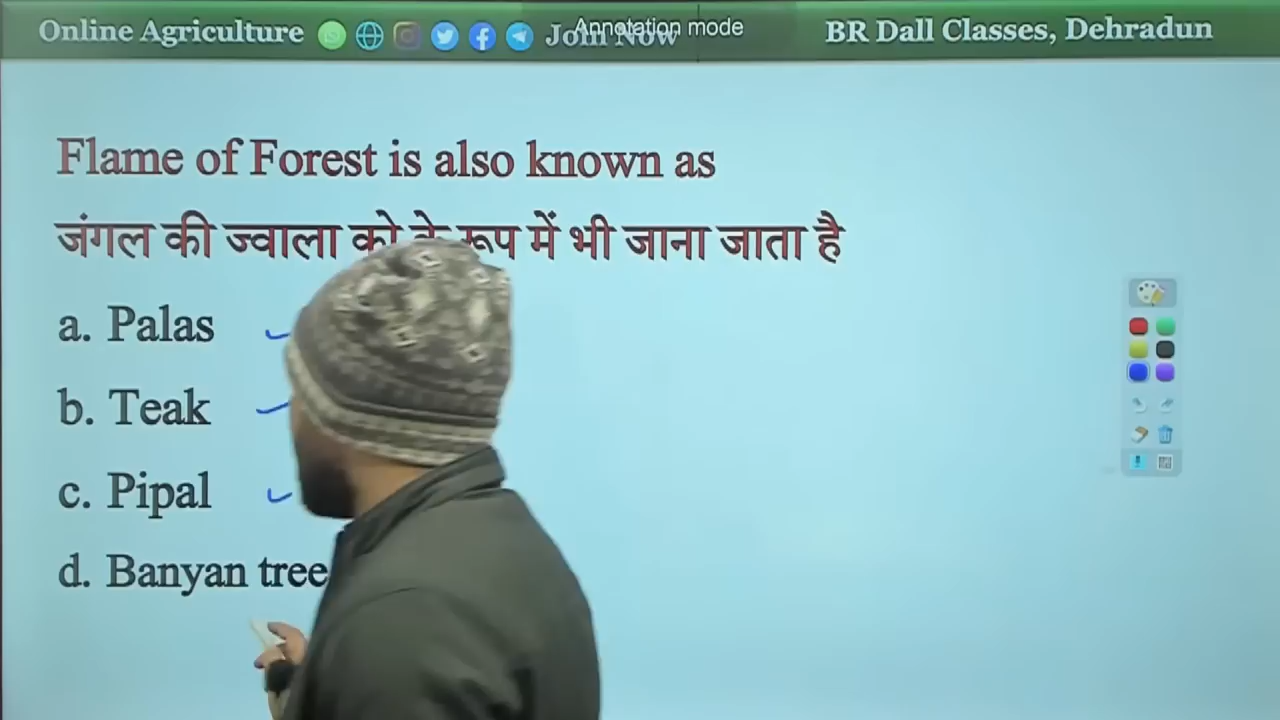 Online Agriculture Join Now Annotation mode BR Dall Classes, Dehradun
Flame of Forest is also known as
जंगल की ज्वाला को के रूप में भी जाना जाता है
a. Palas
b. Teak
c. Pipal
d. Banyan tree